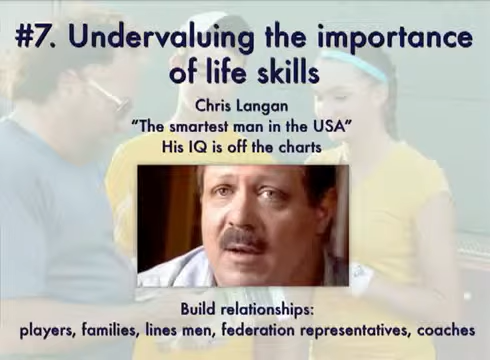 #7. Undervaluing the importance
of life skills
Chris Langan
"The smartest man in the USA"
His IQ is off the charts
Build relationships:
players, families, lines men, federation representatives, coaches